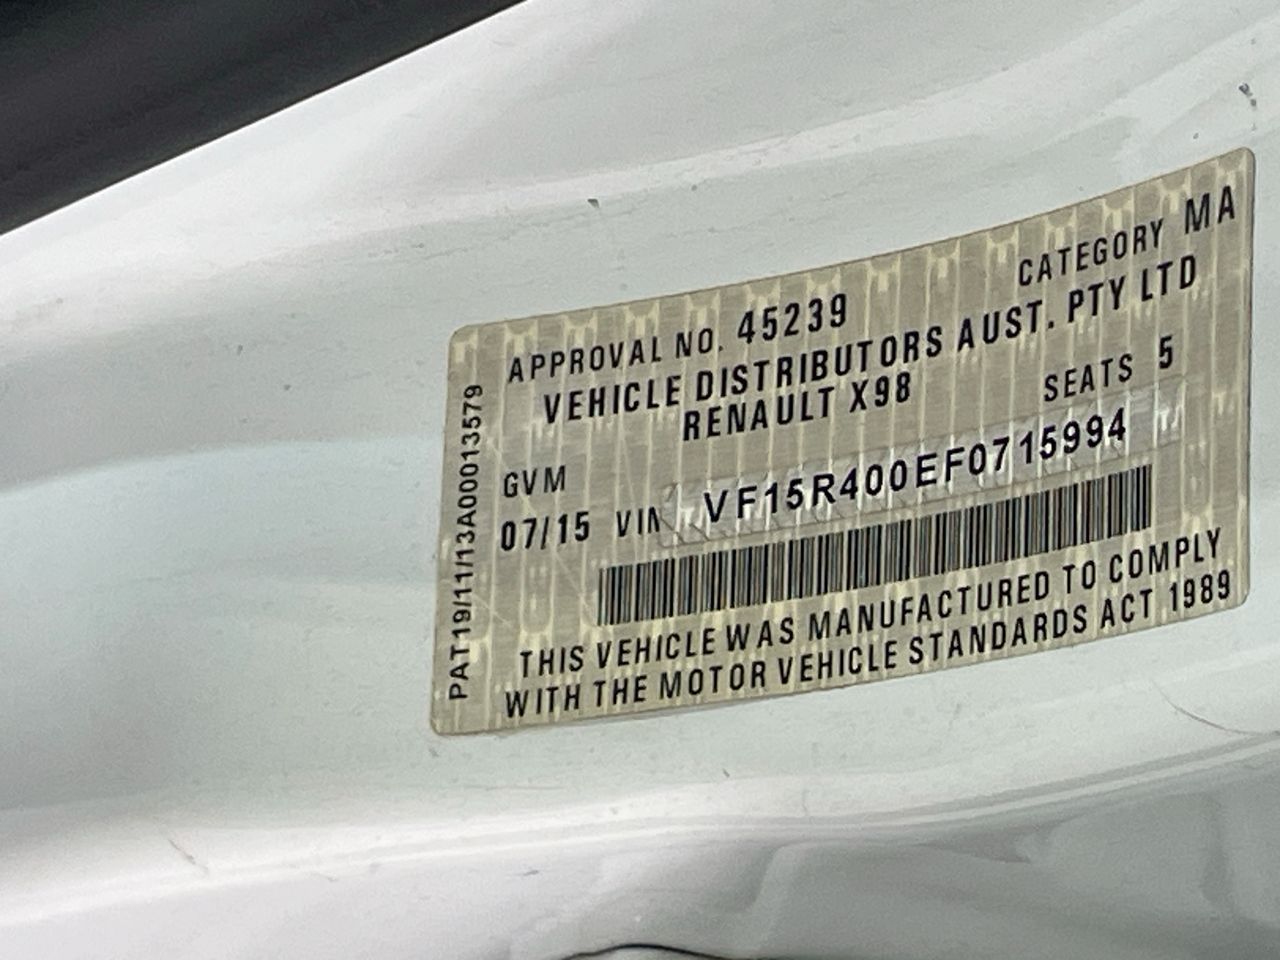 APPROVAL NO. 45239 CATEGORY MA
VEHICLE DISTRIBUTORS AUST. PTY LTD
RENAULT X98 SEATS 5
GVM
07/15 VIN VF15R400EF0715994
THIS VEHICLE WAS MANUFACTURED TO COMPLY
WITH THE MOTOR VEHICLE STANDARDS ACT 1989
PAT19/11/13A00013579